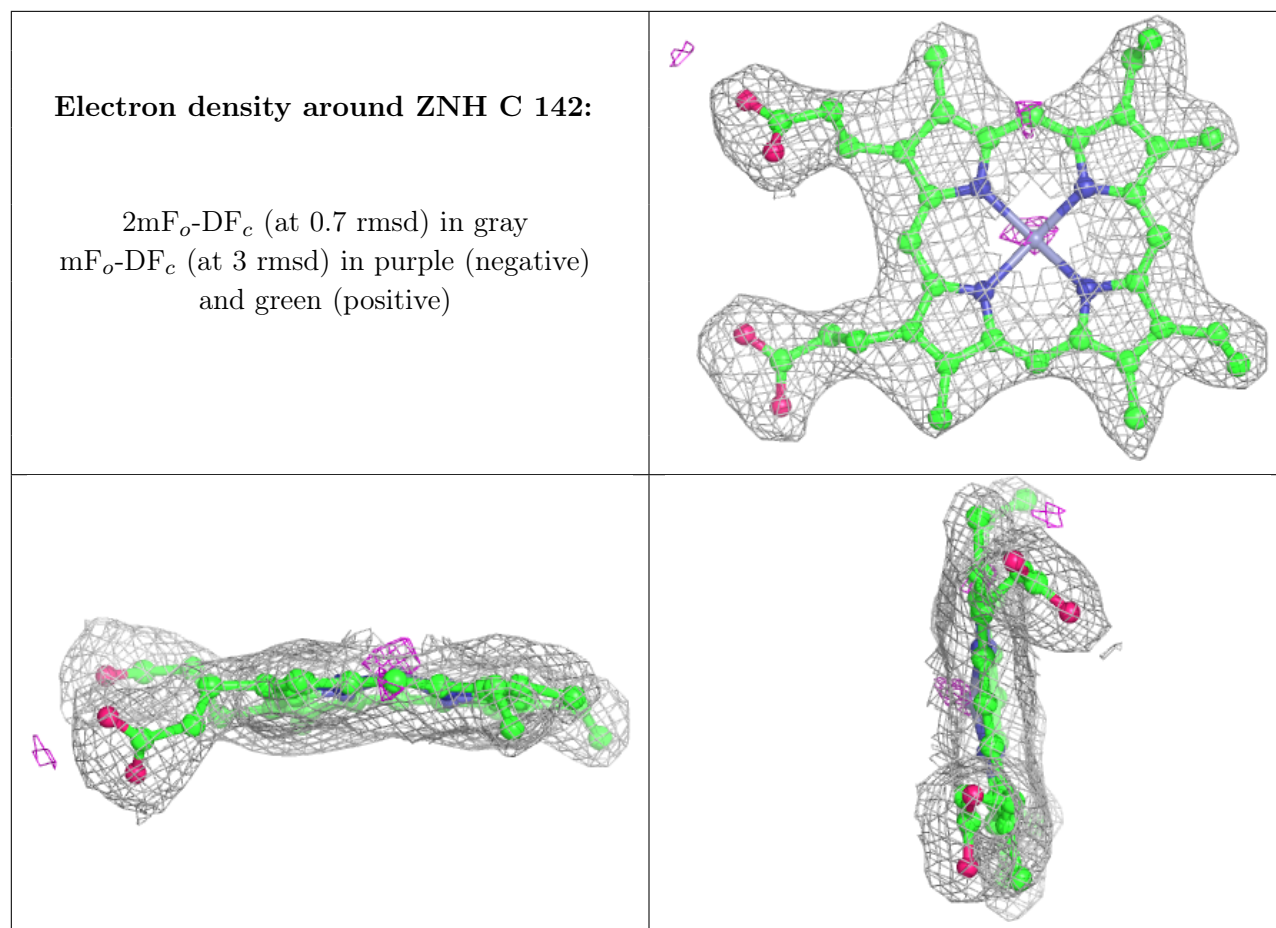 Electron density around ZNH C 142:
2mFo-DFc (at 0.7 rmsd) in gray
mFo-DFc (at 3 rmsd) in purple (negative)
and green (positive)